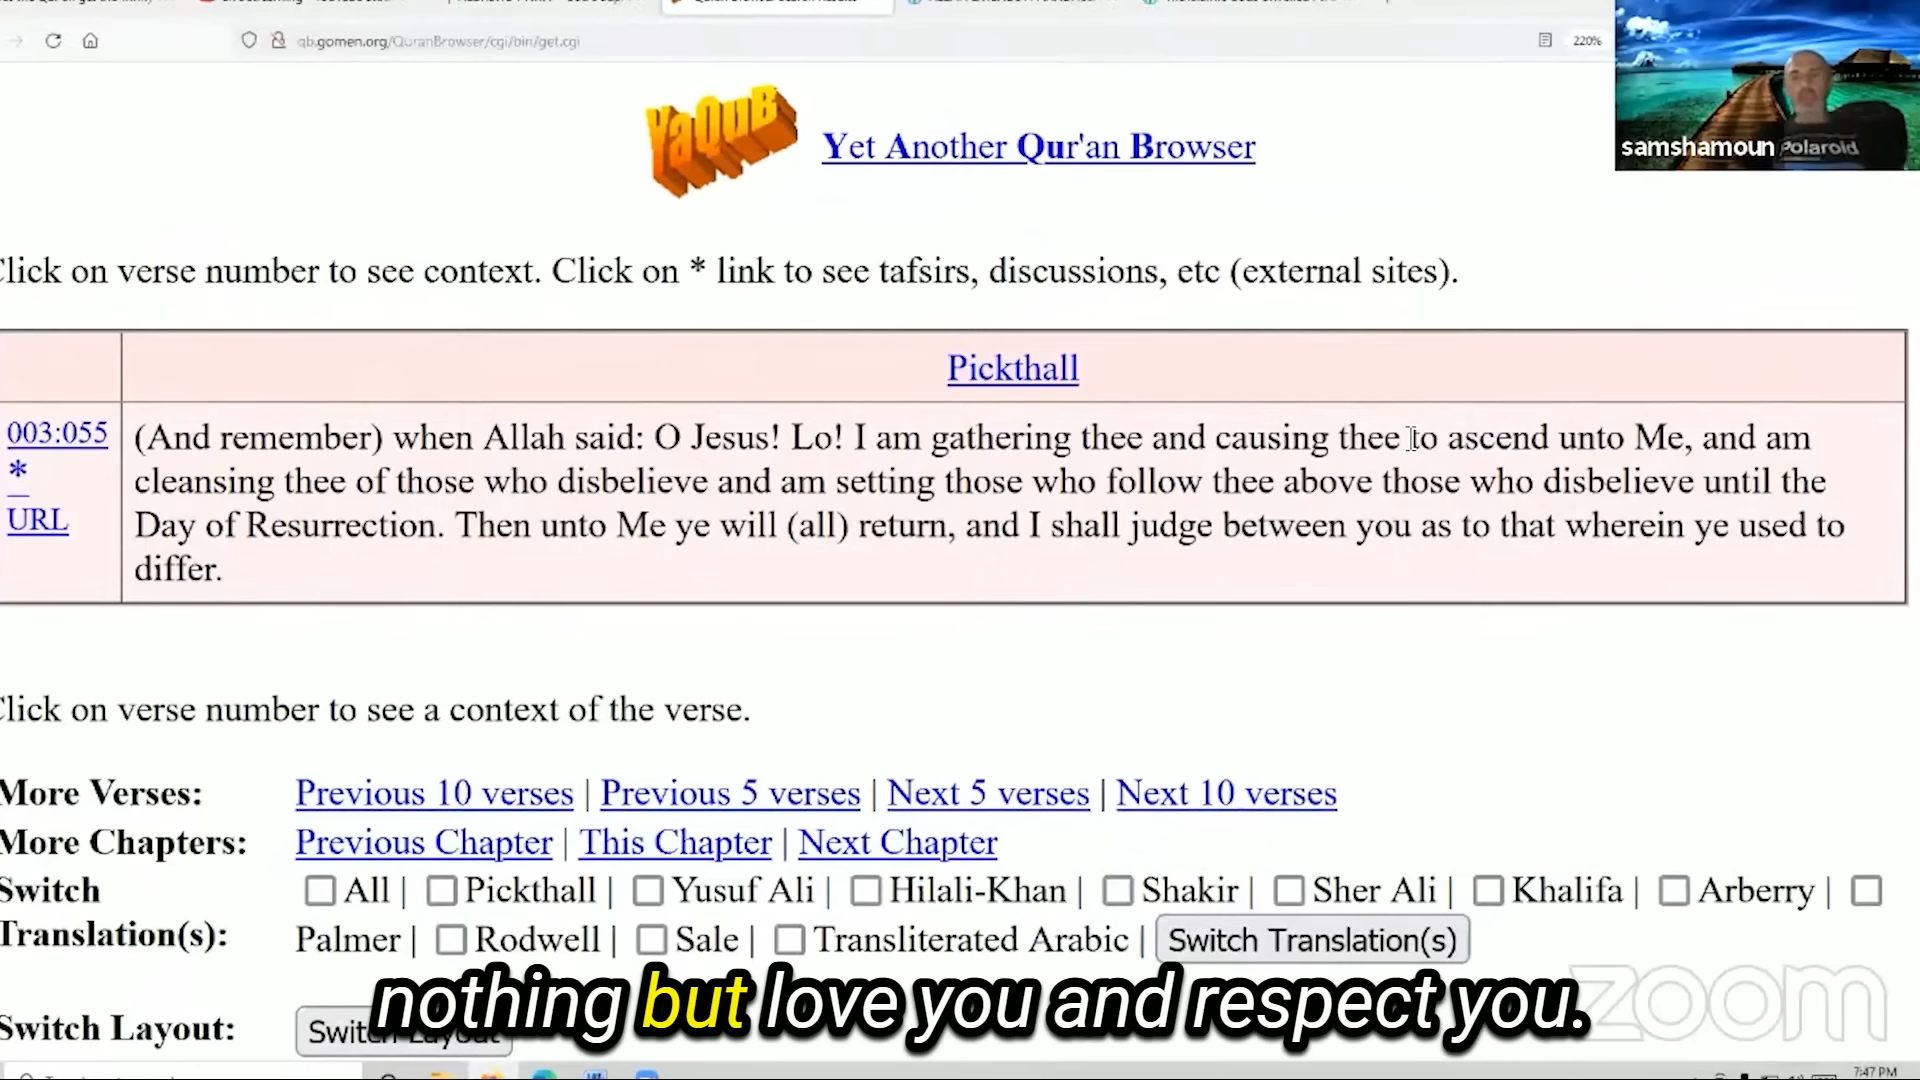 qb.gomen.org/QuranBrowser/cgi/bin/get.cgi
220%
YaQuB
Yet Another Qur'an Browser
samshamoun
Polaroid
Click on verse number to see context. Click on * link to see tafsirs, discussions, etc (external sites).
Pickthall
003:055
*
URL
(And remember) when Allah said: O Jesus! Lo! I am gathering thee and causing thee to ascend unto Me, and am
cleansing thee of those who disbelieve and am setting those who follow thee above those who disbelieve until the
Day of Resurrection. Then unto Me ye will (all) return, and I shall judge between you as to that wherein ye used to
differ.
Click on verse number to see a context of the verse.
More Verses: Previous 10 verses | Previous 5 verses | Next 5 verses | Next 10 verses
More Chapters: Previous Chapter | This Chapter | Next Chapter
Switch All | Pickthall | Yusuf Ali | Hilali-Khan | Shakir | Sher Ali | Khalifa | Arberry |
Translation(s): Palmer | Rodwell | Sale | Transliterated Arabic | Switch Translation(s)
nothing but love you and respect you.
zoom
Switch Layout: Switch Layout
7:47 PM